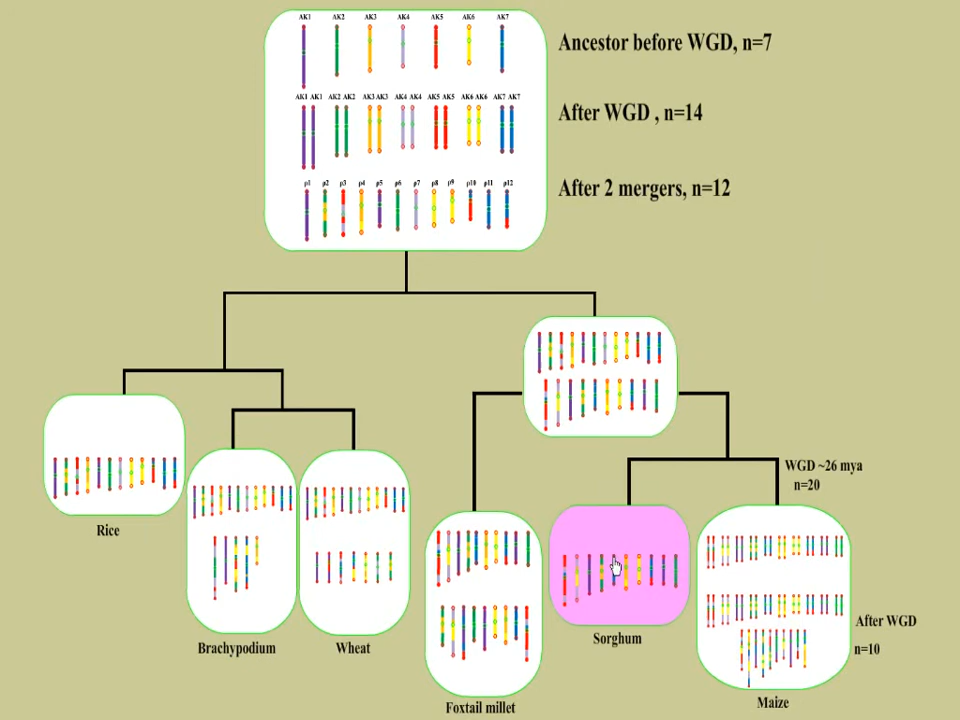 AK1 AK2 AK3 AK4 AK5 AK6 AK7
Ancestor before WGD, n=7
AK1 AK1 AK2 AK2 AK3 AK3 AK4 AK4 AK5 AK5 AK6 AK6 AK7 AK7
After WGD , n=14
p1 p2 p3 p4 p5 p6 p7 p8 p9 p10 p11 p12
After 2 mergers, n=12
WGD ~26 mya
n=20
Rice
Brachypodium
Wheat
Foxtail millet
Sorghum
After WGD
n=10
Maize